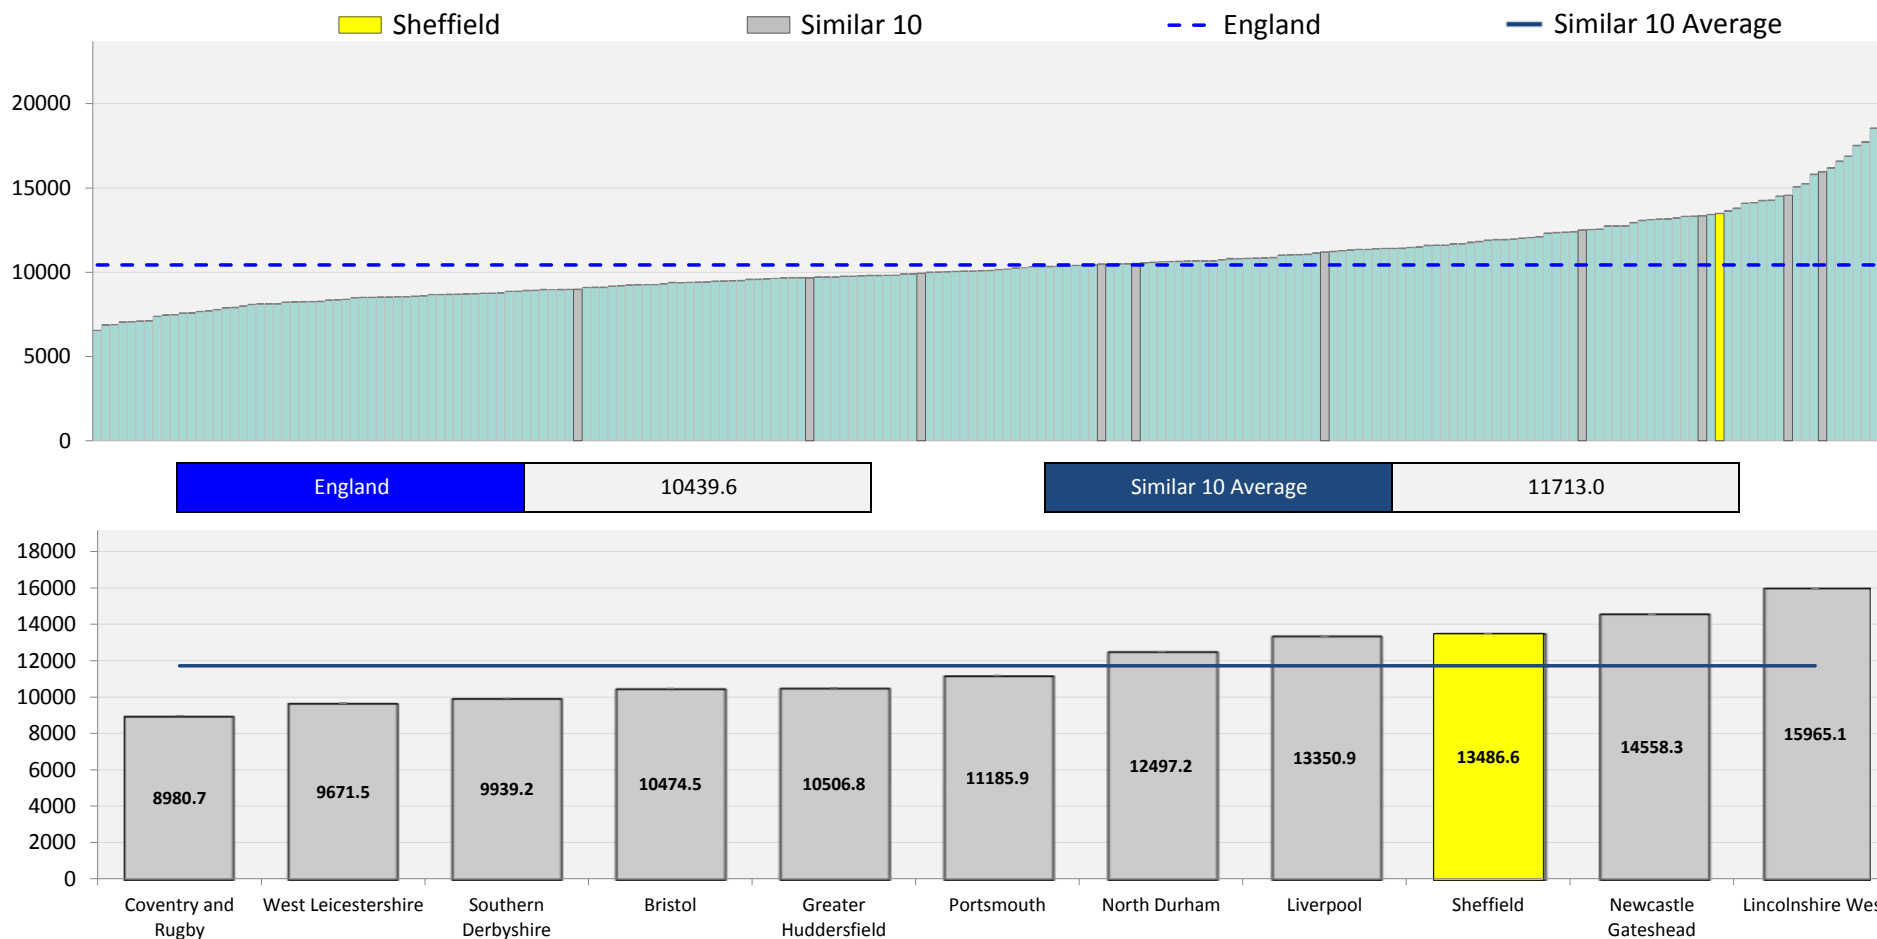 Sheffield Similar 10 England Similar 10 Average
20000
15000
10000
5000
0
England 10439.6 Similar 10 Average 11713.0
18000
16000
14000
12000
10000
8000
6000
4000
2000
0
8980.7 9671.5 9939.2 10474.5 10506.8 11185.9 12497.2 13350.9 13486.6 14558.3 15965.1
Coventry and Rugby
West Leicestershire
Southern Derbyshire
Bristol
Greater Huddersfield
Portsmouth
North Durham
Liverpool
Sheffield
Newcastle Gateshead
Lincolnshire Wes